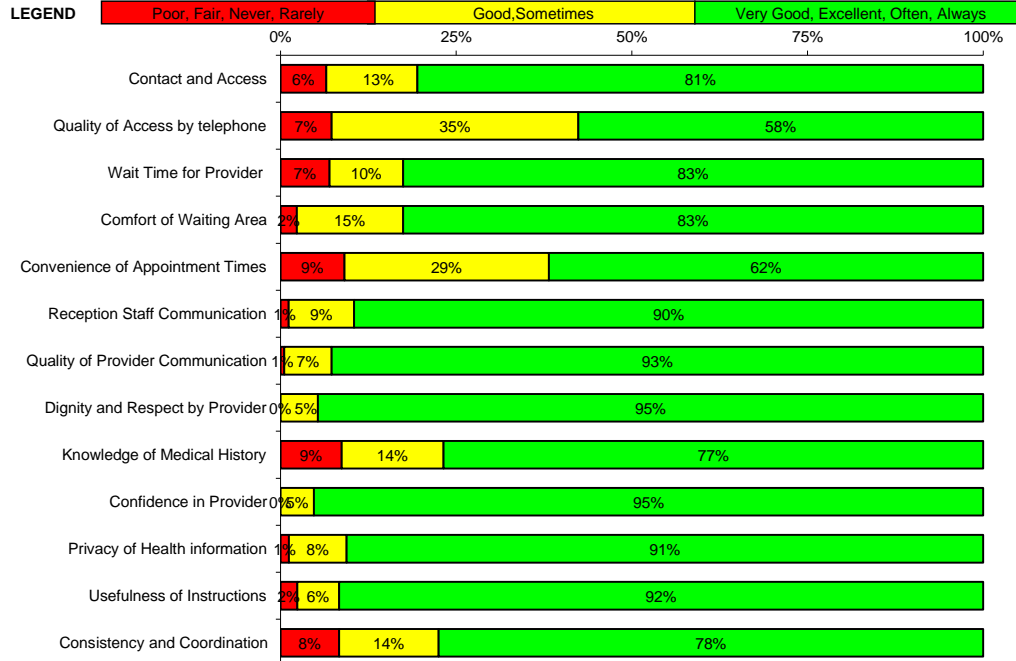 LEGEND Poor, Fair, Never, Rarely Good,Sometimes Very Good, Excellent, Often, Always
0% 25% 50% 75% 100%
Contact and Access 6% 13% 81%
Quality of Access by telephone 7% 35% 58%
Wait Time for Provider 7% 10% 83%
Comfort of Waiting Area 2% 15% 83%
Convenience of Appointment Times 9% 29% 62%
Reception Staff Communication 1% 9% 90%
Quality of Provider Communication 1% 7% 93%
Dignity and Respect by Provider 0% 5% 95%
Knowledge of Medical History 9% 14% 77%
Confidence in Provider 0% 5% 95%
Privacy of Health information 1% 8% 91%
Usefulness of Instructions 2% 6% 92%
Consistency and Coordination 8% 14% 78%